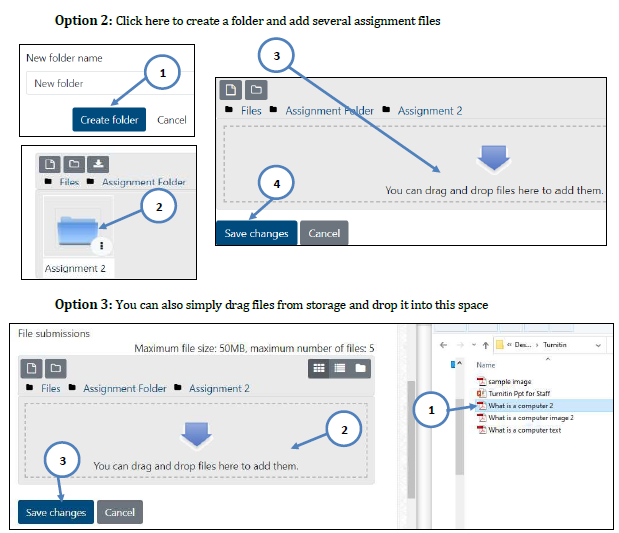 Option 2: Click here to create a folder and add several assignment files
New folder name
1
New folder
Create folder Cancel
Files Assignment Folder
2
Assignment 2
3
Files Assignment Folder Assignment 2
You can drag and drop files here to add them.
4
Save changes Cancel
Option 3: You can also simply drag files from storage and drop it into this space
File submissions
Maximum file size: 50MB, maximum number of files: 5
Files Assignment Folder Assignment 2
2
You can drag and drop files here to add them.
3
Save changes Cancel
« Des... › Turnitin
Name
sample image
Turnitin Ppt for Staff
1
What is a computer 2
What is a computer image 2
What is a computer text